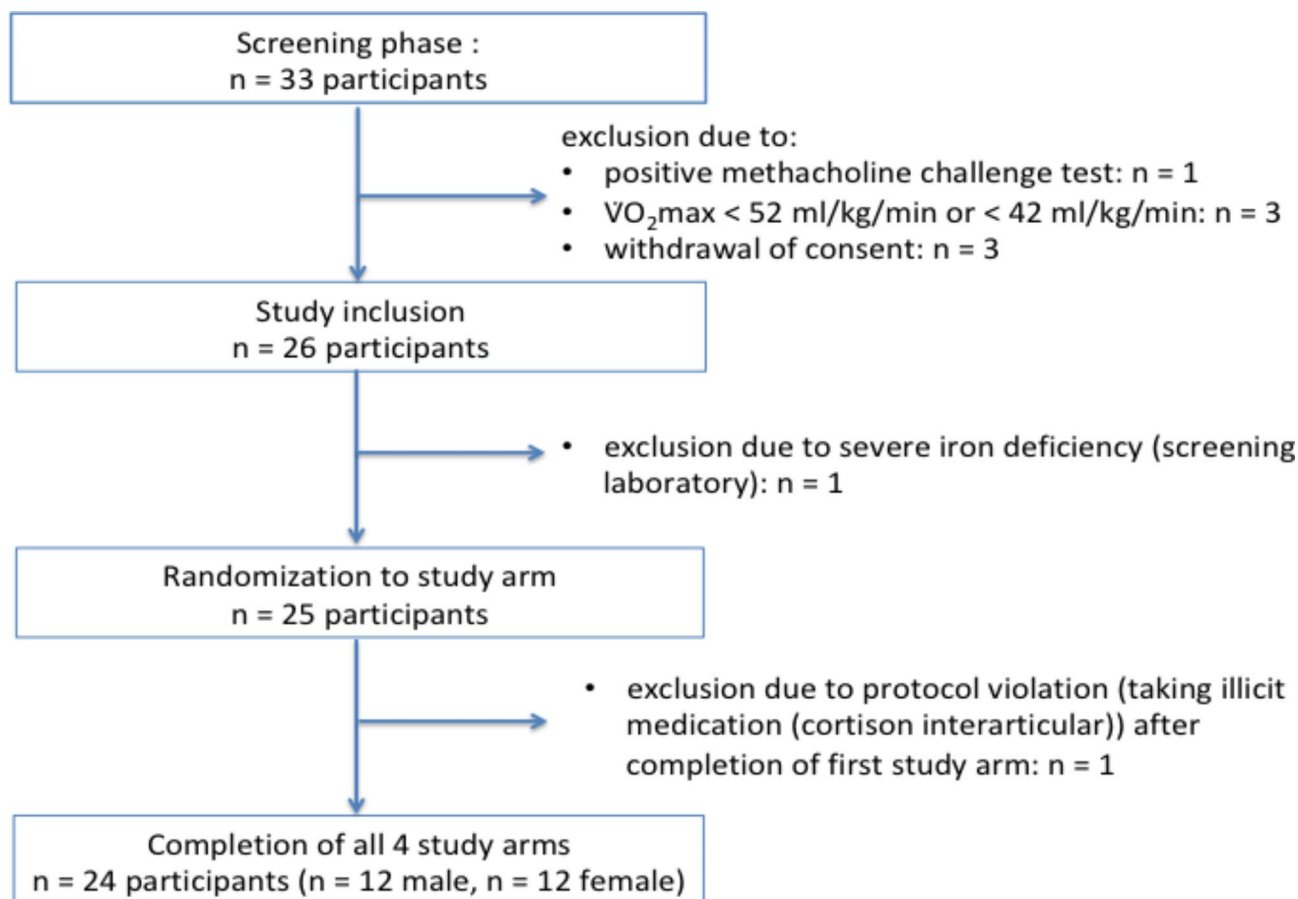 Screening phase :
n = 33 participants
exclusion due to:
• positive methacholine challenge test: n = 1
• V̇O₂max < 52 ml/kg/min or < 42 ml/kg/min: n = 3
• withdrawal of consent: n = 3
Study inclusion
n = 26 participants
• exclusion due to severe iron deficiency (screening
laboratory): n = 1
Randomization to study arm
n = 25 participants
• exclusion due to protocol violation (taking illicit
medication (cortison interarticular)) after
completion of first study arm: n = 1
Completion of all 4 study arms
n = 24 participants (n = 12 male, n = 12 female)